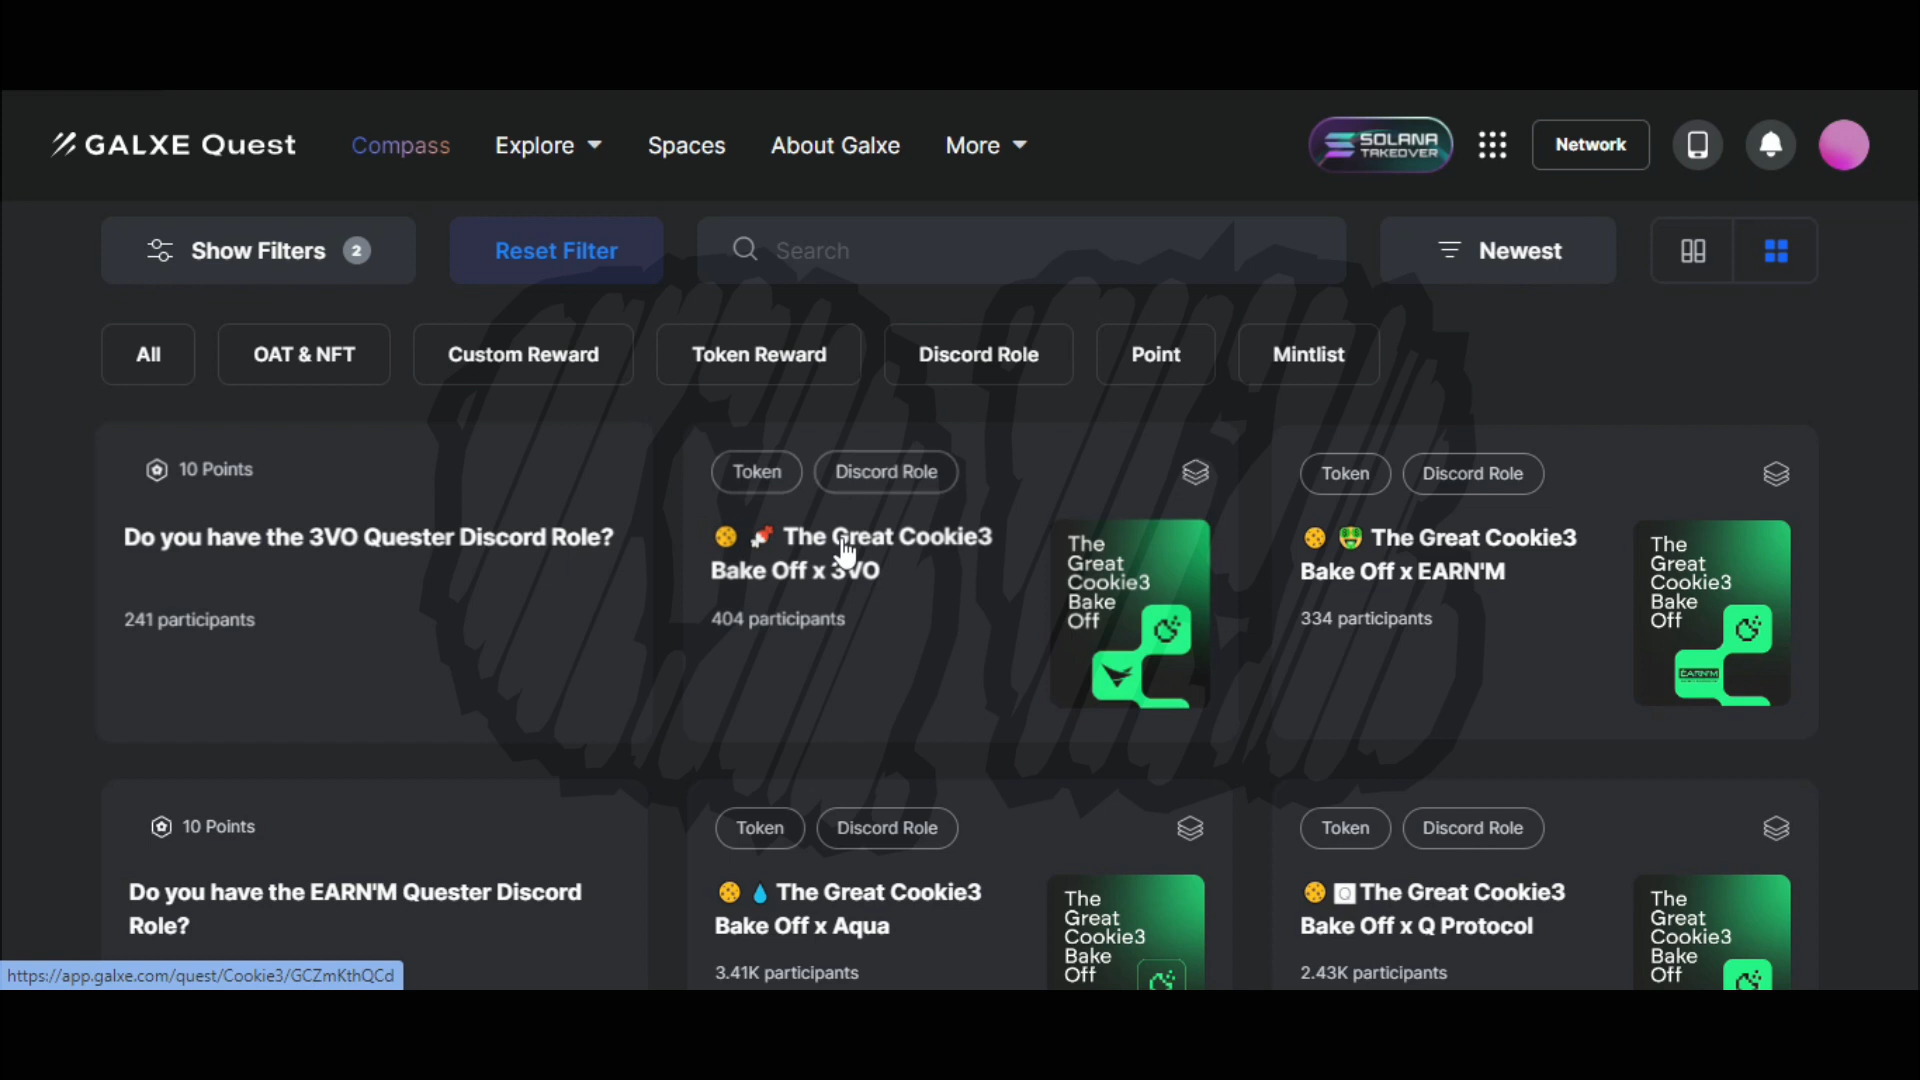 GALXE Quest
Compass
Explore
Spaces
About Galxe
More
SOLANA
TAKEOVER
Network
Show Filters 2
Reset Filter
Search
Newest
All
OAT & NFT
Custom Reward
Token Reward
Discord Role
Point
Mintlist
10 Points
Do you have the 3VO Quester Discord Role?
241 participants
Token
Discord Role
The Great Cookie3
Bake Off x 3VO
404 participants
The
Great
Cookie3
Bake
Off
Token
Discord Role
The Great Cookie3
Bake Off x EARN'M
334 participants
The
Great
Cookie3
Bake
Off
EARN'M
10 Points
Do you have the EARN'M Quester Discord
Role?
Token
Discord Role
The Great Cookie3
Bake Off x Aqua
3.41K participants
The
Great
Cookie3
Bake
Off
Token
Discord Role
Q The Great Cookie3
Bake Off x Q Protocol
2.43K participants
The
Great
Cookie3
Bake
Off
https://app.galxe.com/quest/Cookie3/GCZmKthQCd